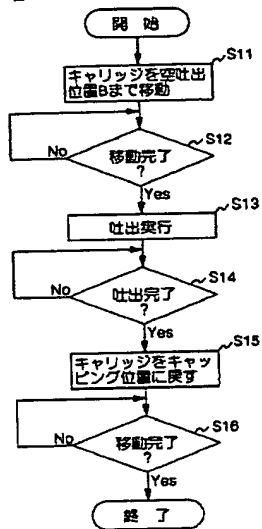 開 始
S11
キャリッジを空吐出
位置Bまで移動
S12
移動完了
?
No
Yes
S13
吐出実行
S14
吐出完了
?
No
Yes
S15
キャリッジをキャッ
ピング位置に戻す
S16
移動完了
?
No
Yes
終 了